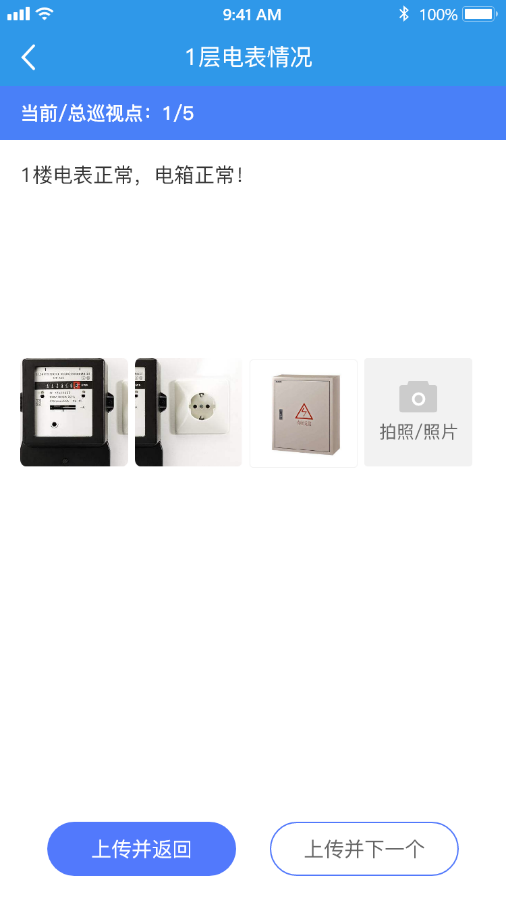 9:41 AM
100%
1层电表情况
当前/总巡视点：1/5
1楼电表正常，电箱正常！
拍照/照片
上传并返回
上传并下一个